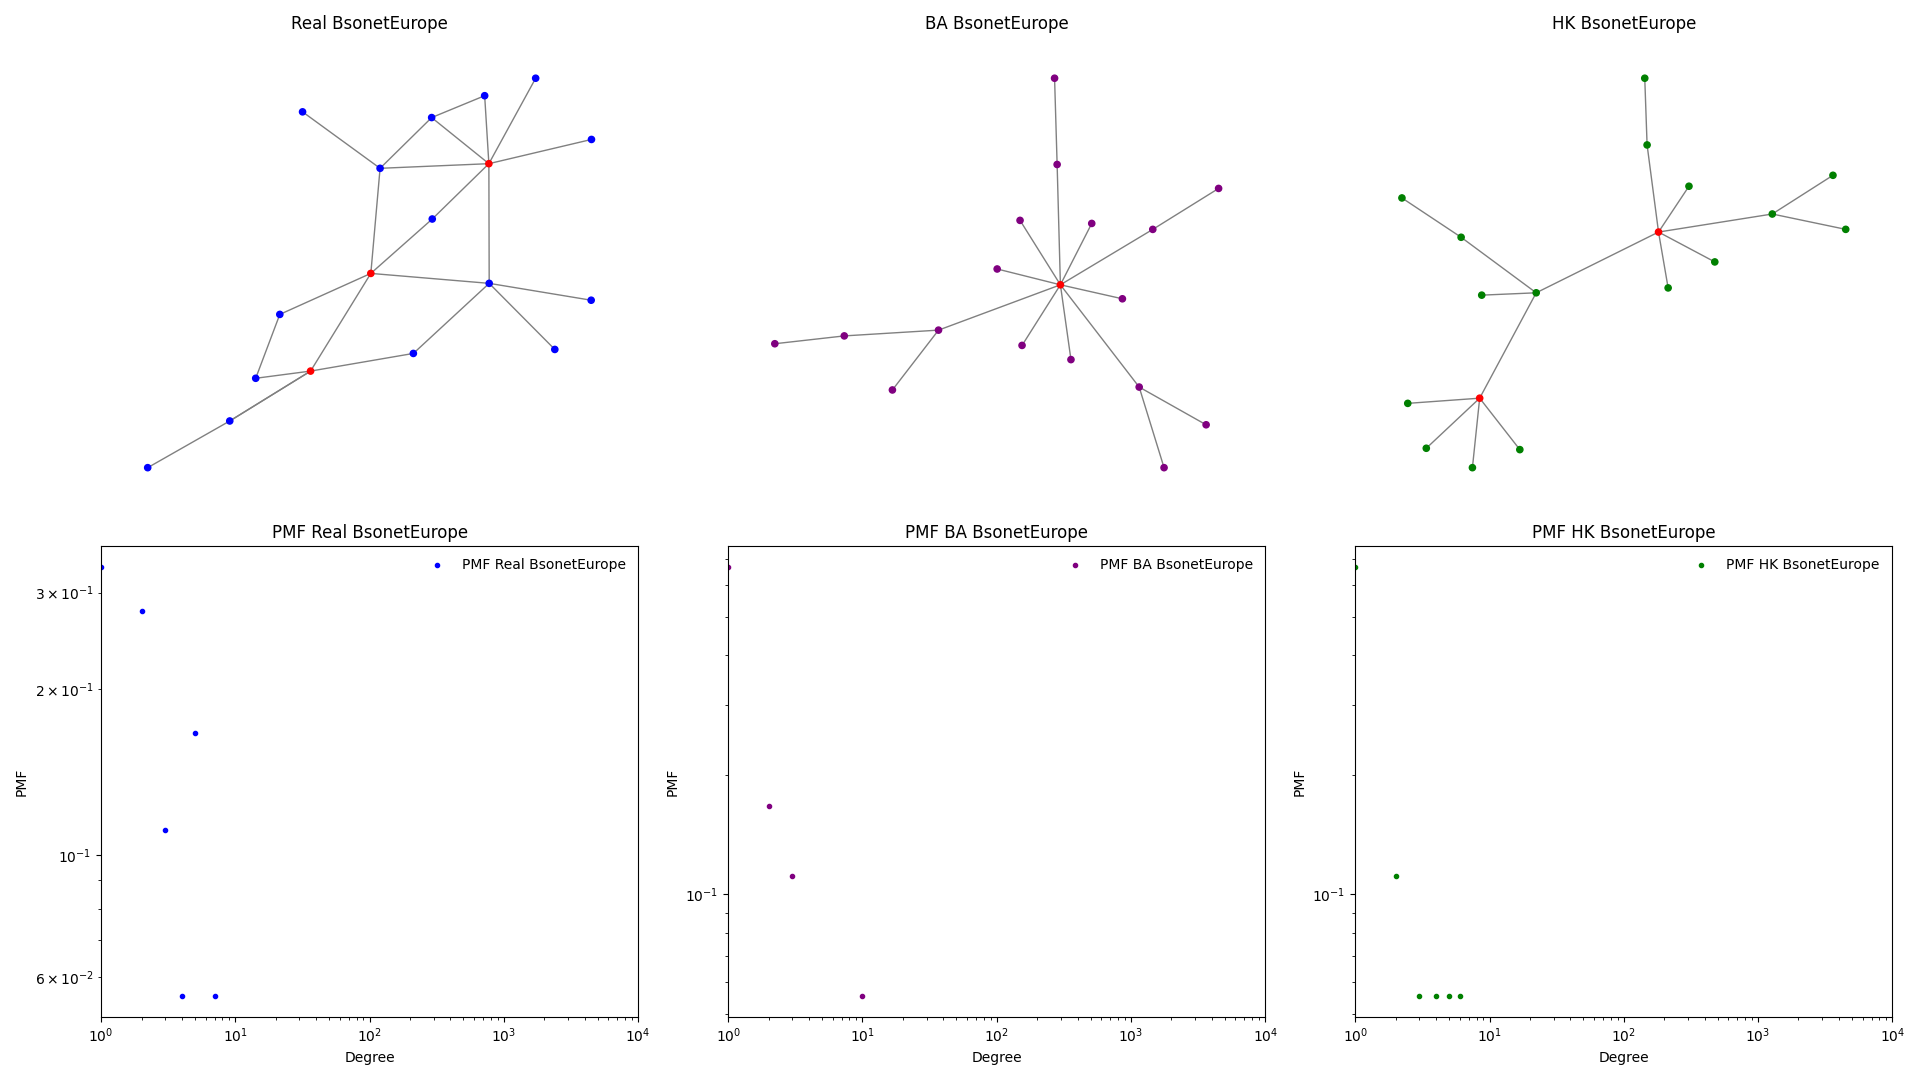 Real BsonetEurope
BA BsonetEurope
HK BsonetEurope
PMF Real BsonetEurope
PMF Real BsonetEurope
3 × 10⁻¹
2 × 10⁻¹
10⁻¹
6 × 10⁻²
PMF
10⁰ 10¹ 10² 10³ 10⁴
Degree
PMF BA BsonetEurope
PMF BA BsonetEurope
10⁻¹
PMF
10⁰ 10¹ 10² 10³ 10⁴
Degree
PMF HK BsonetEurope
PMF HK BsonetEurope
10⁻¹
PMF
10⁰ 10¹ 10² 10³ 10⁴
Degree